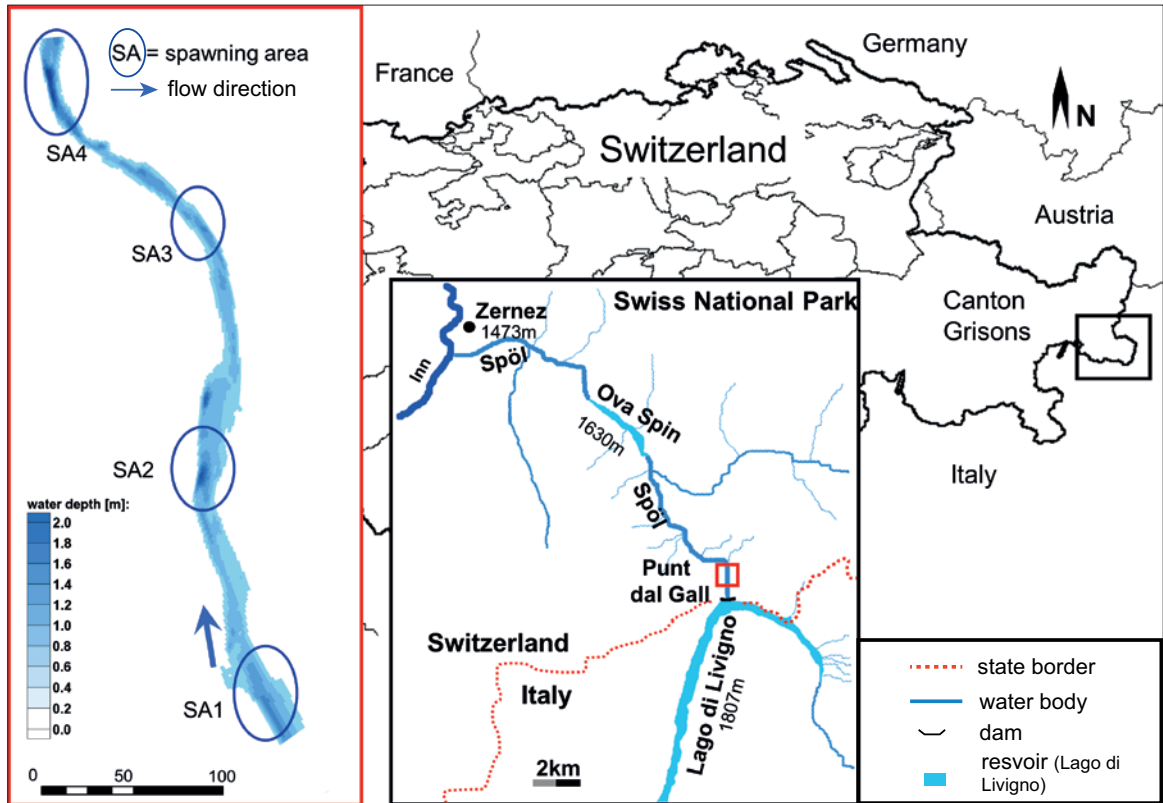 SA = spawning area
flow direction
SA4
SA3
SA2
SA1
water depth [m]:
2.0
1.8
1.6
1.4
1.2
1.0
0.8
0.6
0.4
0.2
0.0
0 50 100
France
Germany
N
Switzerland
Austria
Canton
Grisons
Italy
Swiss National Park
Zernez
1473m
Inn
Spöl
Ova Spin
1630m
Spöl
Punt
dal Gall
Switzerland
Italy
Lago di Livigno
1807m
2km
state border
water body
dam
resvoir (Lago di
Livigno)